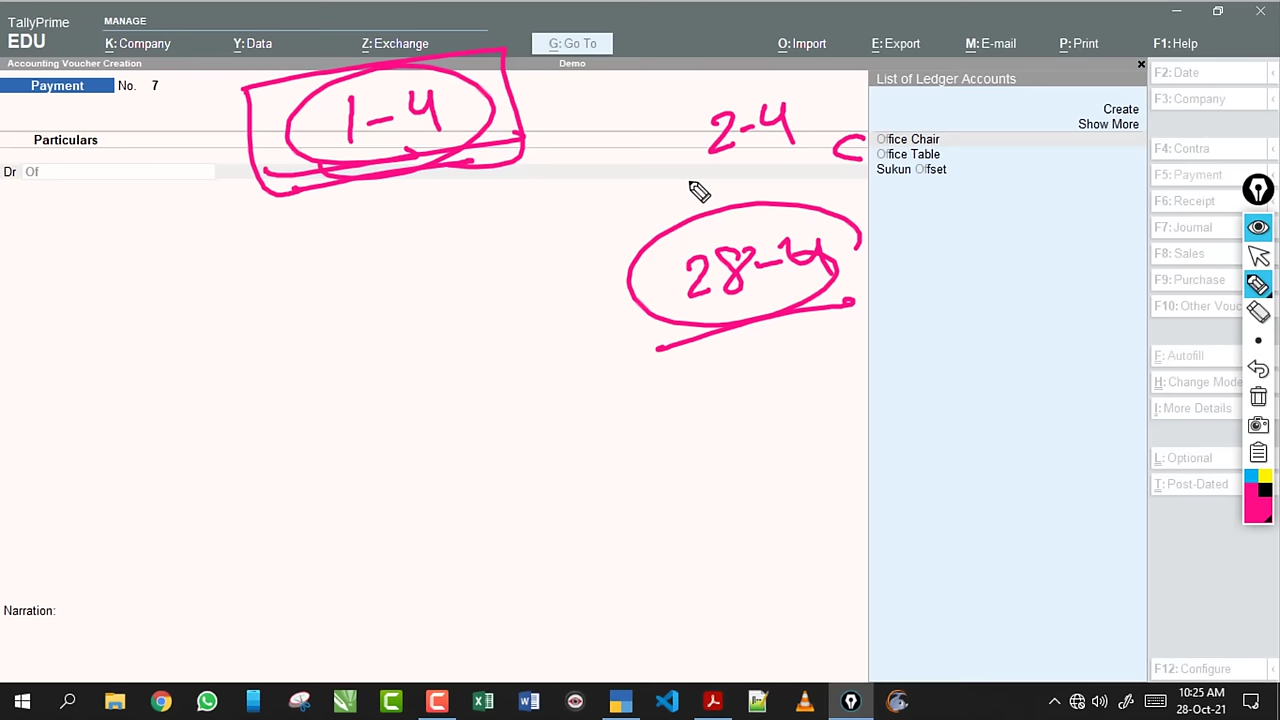 TallyPrime
EDU
MANAGE
K: Company
Y: Data
Z: Exchange
G: Go To
O: Import
E: Export
M: E-mail
P: Print
F1: Help
Accounting Voucher Creation
Demo
Payment No. 7
1-4
2-4
Particulars
Dr Of
28-
Narration:
List of Ledger Accounts
Create
Show More
Office Chair
Office Table
Sukun Offset
F2: Date
F3: Company
F4: Contra
F5: Payment
F6: Receipt
F7: Journal
F8: Sales
F9: Purchase
F10: Other Vouc
F: Autofill
H: Change Mode
I: More Details
L: Optional
T: Post-Dated
F12: Configure
10:25 AM
28-Oct-21